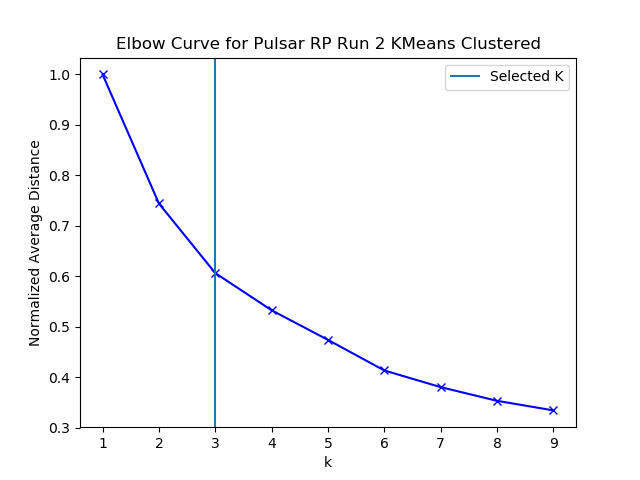 Elbow Curve for Pulsar RP Run 2 KMeans Clustered
Selected K
Normalized Average Distance
1.0
0.9
0.8
0.7
0.6
0.5
0.4
0.3
1 2 3 4 5 6 7 8 9
k